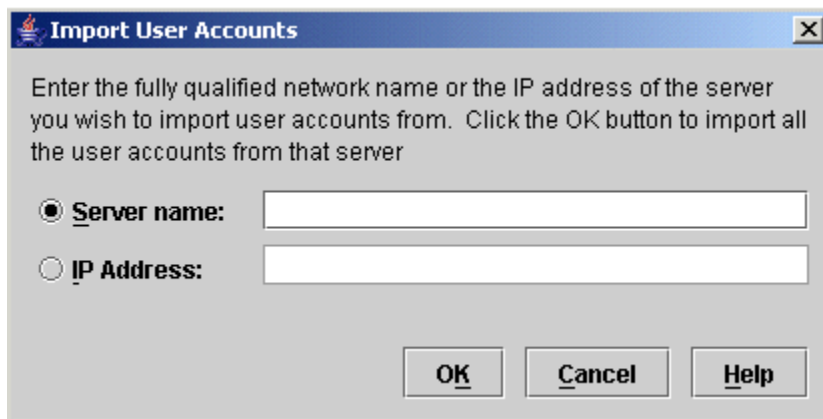 Import User Accounts
Enter the fully qualified network name or the IP address of the server
you wish to import user accounts from. Click the OK button to import all
the user accounts from that server
Server name:
IP Address:
OK Cancel Help